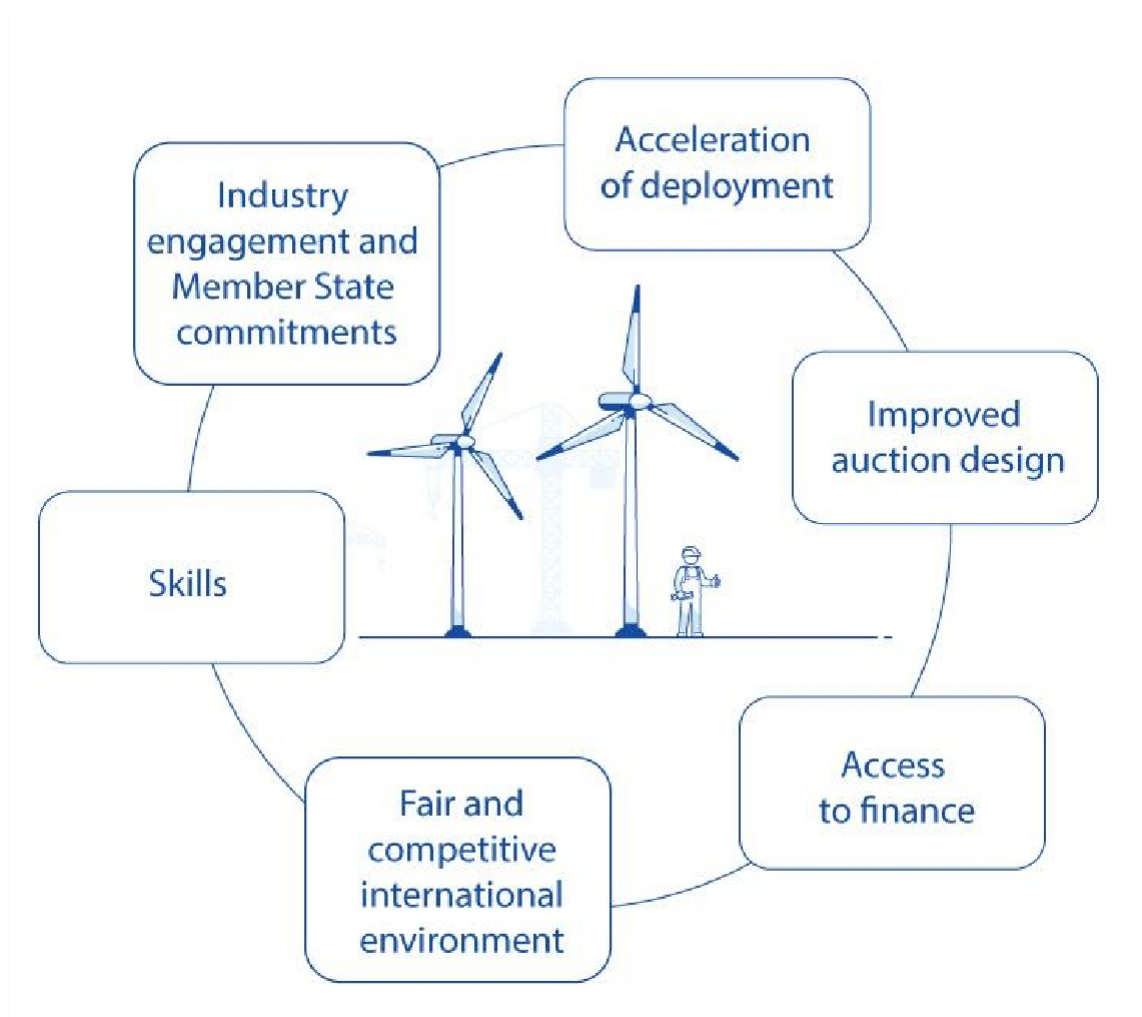 Acceleration
of deployment
Industry
engagement and
Member State
commitments
Improved
auction design
Skills
Access
to finance
Fair and
competitive
international
environment